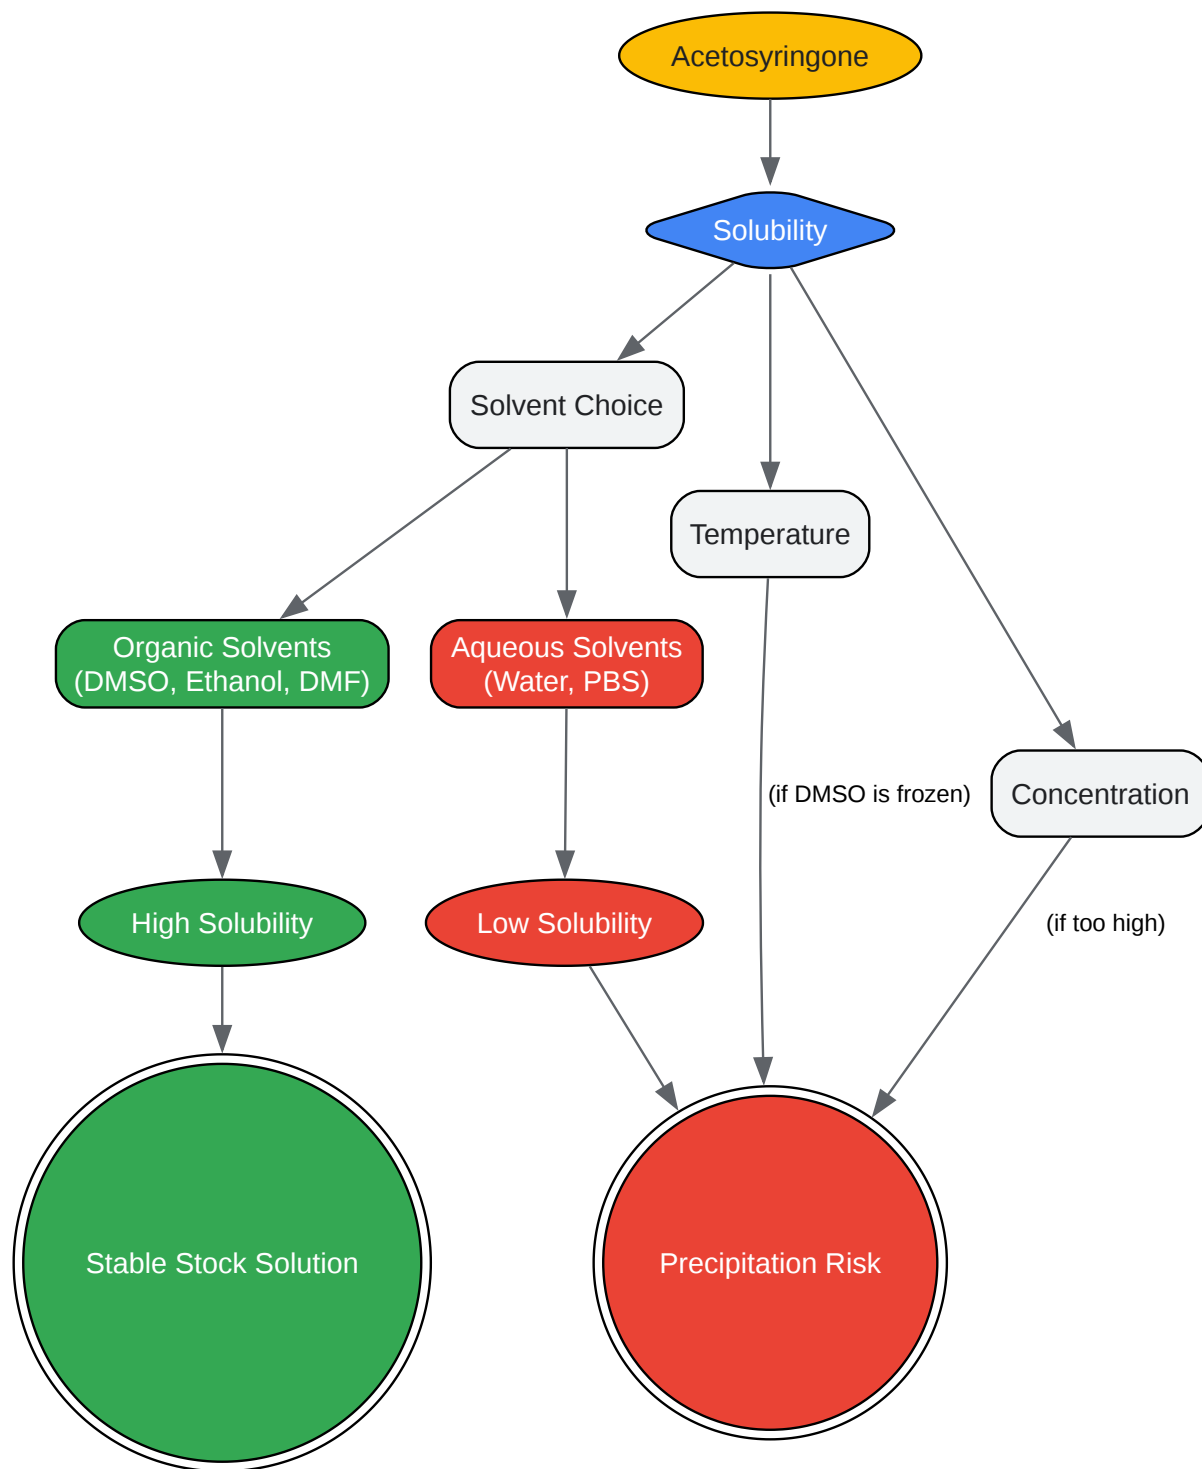 Acetosyringone
Solubility
Solvent Choice
Temperature
Organic Solvents
(DMSO, Ethanol, DMF)
Aqueous Solvents
(Water, PBS)
(if DMSO is frozen)
Concentration
High Solubility
Low Solubility
(if too high)
Stable Stock Solution
Precipitation Risk